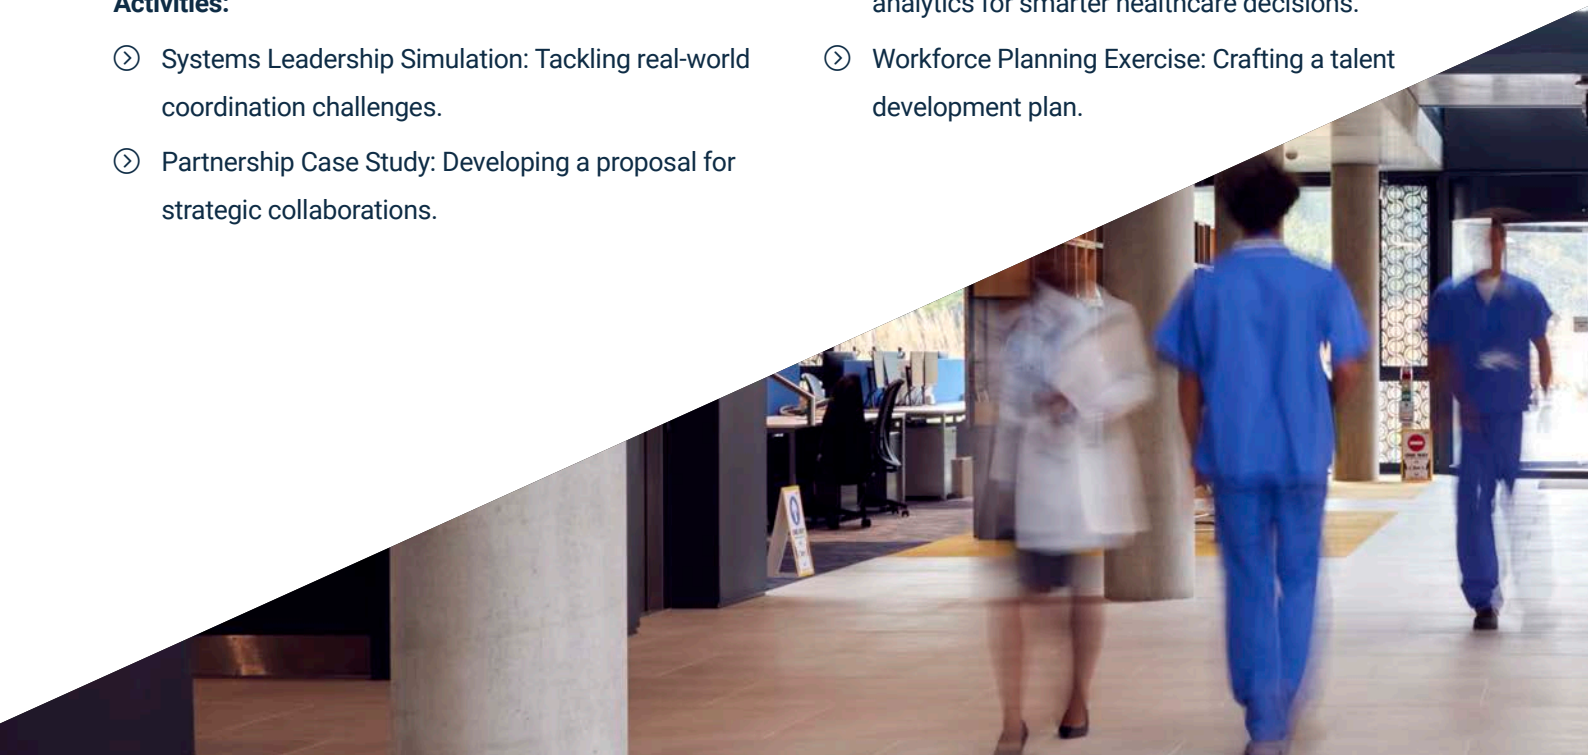 Activities:
Systems Leadership Simulation: Tackling real-world
coordination challenges.
Partnership Case Study: Developing a proposal for
strategic collaborations.
analytics for smarter healthcare decisions.
Workforce Planning Exercise: Crafting a talent
development plan.